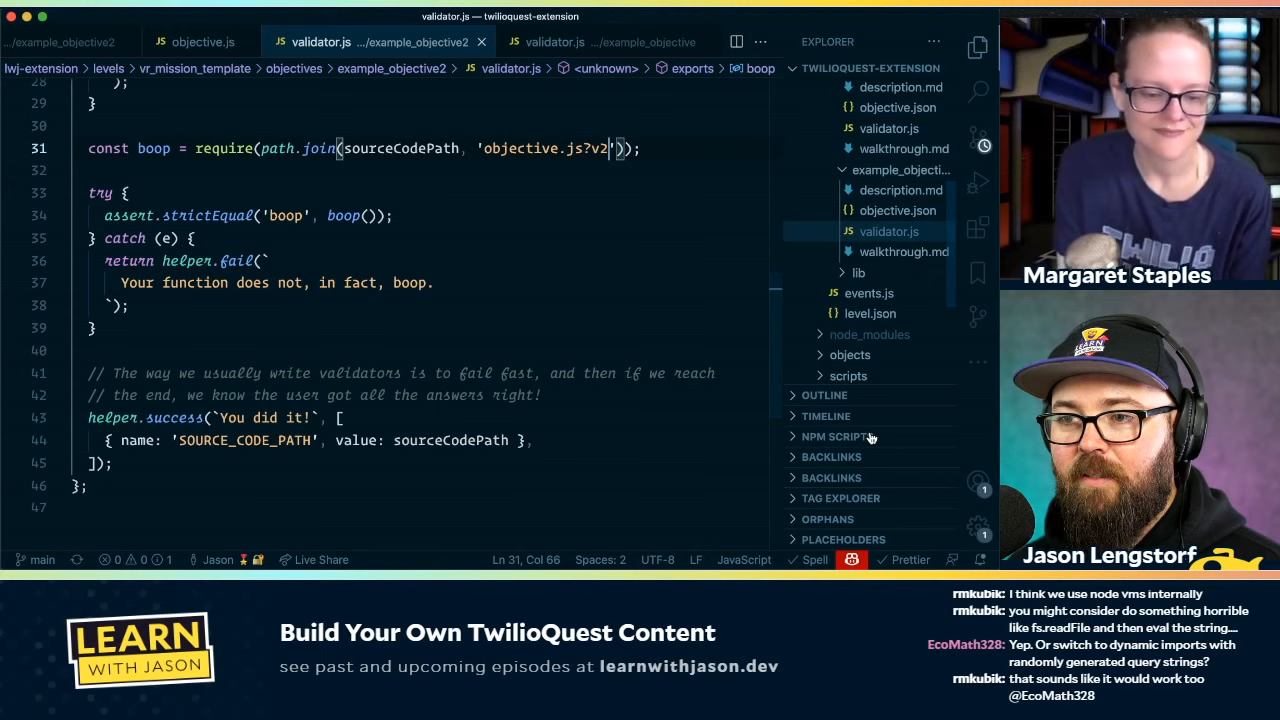 validator.js — twilioquest-extension
.../example_objective2
objective.js
validator.js .../example_objective2
validator.js .../example_objective
EXPLORER
lwj-extension > levels > vr_mission_template > objectives > example_objective2 > validator.js > <unknown> > exports > boop
28 );
29 }
30
31 const boop = require(path.join(sourceCodePath, 'objective.js?v2'));
32
33 try {
34 assert.strictEqual('boop', boop());
35 } catch (e) {
36 return helper.fail(`
37 Your function does not, in fact, boop.
38 `);
39 }
40
41 // The way we usually write validators is to fail fast, and then if we reach
42 // the end, we know the user got all the answers right!
43 helper.success(`You did it!`, [
44 { name: 'SOURCE_CODE_PATH', value: sourceCodePath },
45 ]);
46 };
47
TWILIOQUEST-EXTENSION
description.md
objective.json
validator.js
walkthrough.md
example_objecti...
description.md
objective.json
validator.js
walkthrough.md
lib
events.js
level.json
node_modules
objects
scripts
OUTLINE
TIMELINE
NPM SCRIPTS
BACKLINKS
BACKLINKS
TAG EXPLORER
ORPHANS
PLACEHOLDERS
1
1
main
0 0 1
Jason
Live Share
Ln 31, Col 66
Spaces: 2
UTF-8
LF
JavaScript
Spell
Prettier
TWILIO
Margaret Staples
LEARN
Jason Lengstorf
LEARN
WITH JASON
Build Your Own TwilioQuest Content
see past and upcoming episodes at learnwithjason.dev
rmkubik: I think we use node vms internally
rmkubik: you might consider do something horrible
like fs.readFile and then eval the string....
EcoMath328: Yep. Or switch to dynamic imports with
randomly generated query strings?
rmkubik: that sounds like it would work too
@EcoMath328